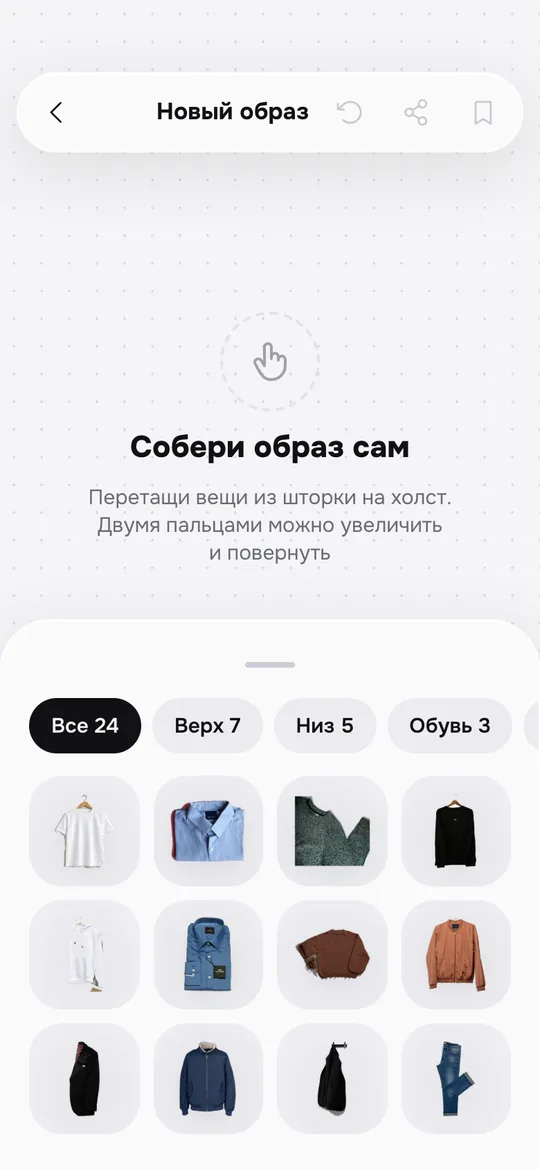 Новый образ
Собери образ сам
Перетащи вещи из шторки на холст.
Двумя пальцами можно увеличить
и повернуть
Все 24
Верх 7
Низ 5
Обувь 3